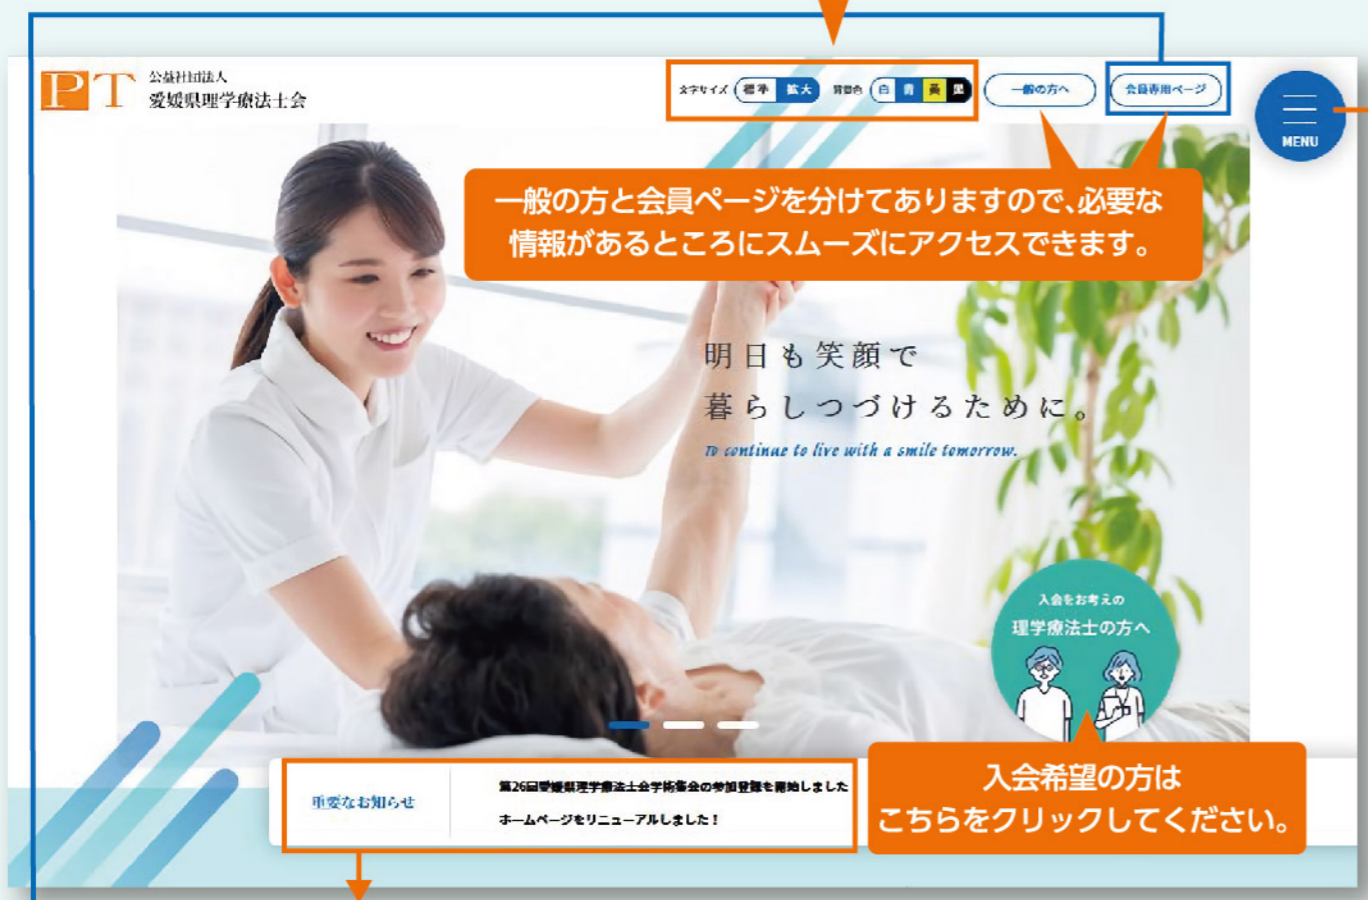 PT
公益社団法人
愛媛県理学療法士会
文字サイズ 標準 拡大 背景色 白 青 黄 黒
一般の方へ
会員専用ページ
MENU
一般の方と会員ページを分けてありますので、必要な
情報があるところにスムーズにアクセスできます。
明日も笑顔で
暮らしつづけるために。
To continue to live with a smile tomorrow.
入会をお考えの
理学療法士の方へ
重要なお知らせ
第26回愛媛県理学療法士会学術集会の参加登録を開始しました
ホームページをリニューアルしました！
入会希望の方は
こちらをクリックしてください。